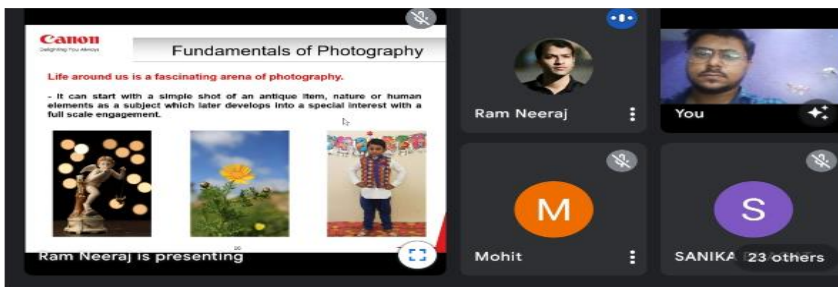 Canon
Delighting You Always
Fundamentals of Photography
Life around us is a fascinating arena of photography.
- It can start with a simple shot of an antique item, nature or human
elements as a subject which later develops into a special interest with a
full scale engagement.
20
Ram Neeraj is presenting
Ram Neeraj
You
M
Mohit
S
SANIKA
23 others